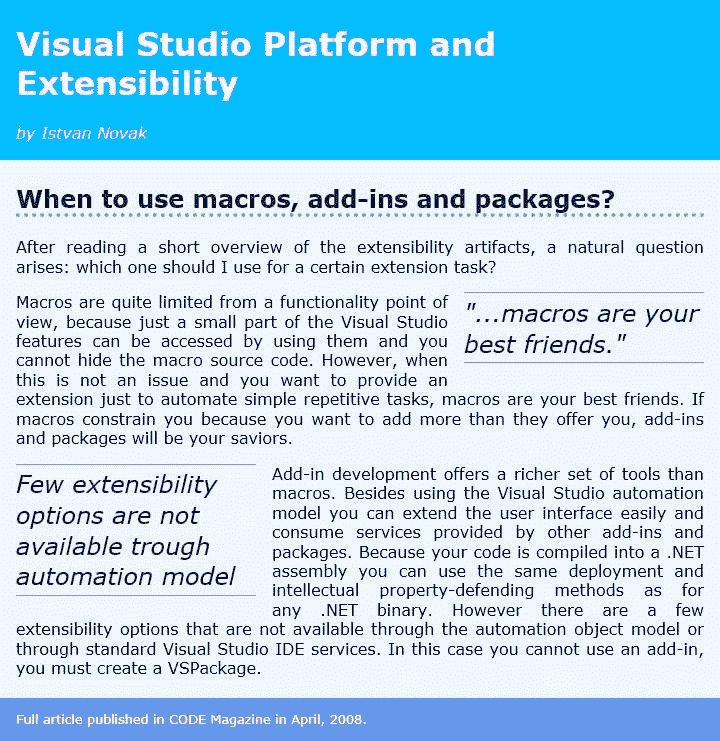 Visual Studio Platform and
Extensibility
by Istvan Novak
When to use macros, add-ins and packages?
After reading a short overview of the extensibility artifacts, a natural question
arises: which one should I use for a certain extension task?
Macros are quite limited from a functionality point of
view, because just a small part of the Visual Studio
features can be accessed by using them and you
cannot hide the macro source code. However, when
this is not an issue and you want to provide an
extension just to automate simple repetitive tasks, macros are your best friends. If
macros constrain you because you want to add more than they offer you, add-ins
and packages will be your saviors.
"...macros are your
best friends."
Few extensibility
options are not
available trough
automation model
Add-in development offers a richer set of tools than
macros. Besides using the Visual Studio automation
model you can extend the user interface easily and
consume services provided by other add-ins and
packages. Because your code is compiled into a .NET
assembly you can use the same deployment and
intellectual property-defending methods as for
any .NET binary. However there are a few
extensibility options that are not available through the automation object model or
through standard Visual Studio IDE services. In this case you cannot use an add-in,
you must create a VSPackage.
Full article published in CODE Magazine in April, 2008.